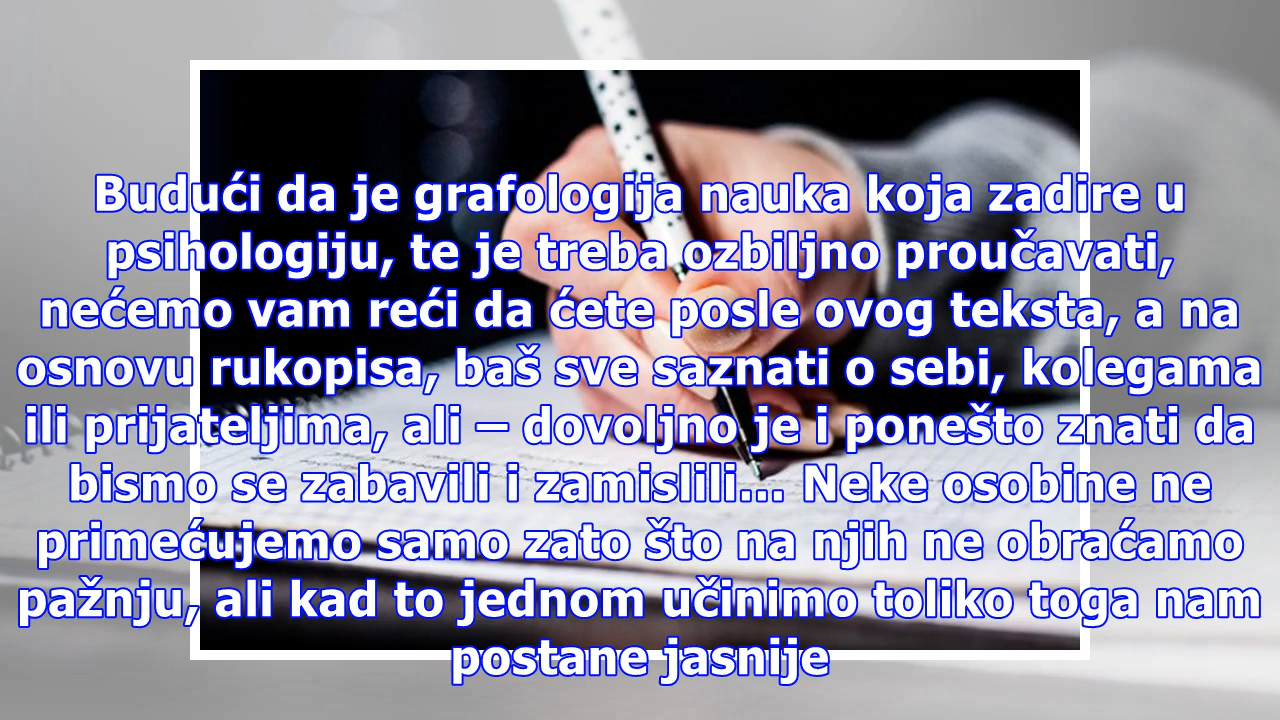 Budući da je grafologija nauka koja zadire u
psihologiju, te je treba ozbiljno proučavati,
nećemo vam reći da ćete posle ovog teksta, a na
osnovu rukopisa, baš sve saznati o sebi, kolegama
ili prijateljima, ali – dovoljno je i ponešto znati da
bismo se zabavili i zamislili... Neke osobine ne
primećujemo samo zato što na njih ne obraćamo
pažnju, ali kad to jednom učinimo toliko toga nam
postane jasnije